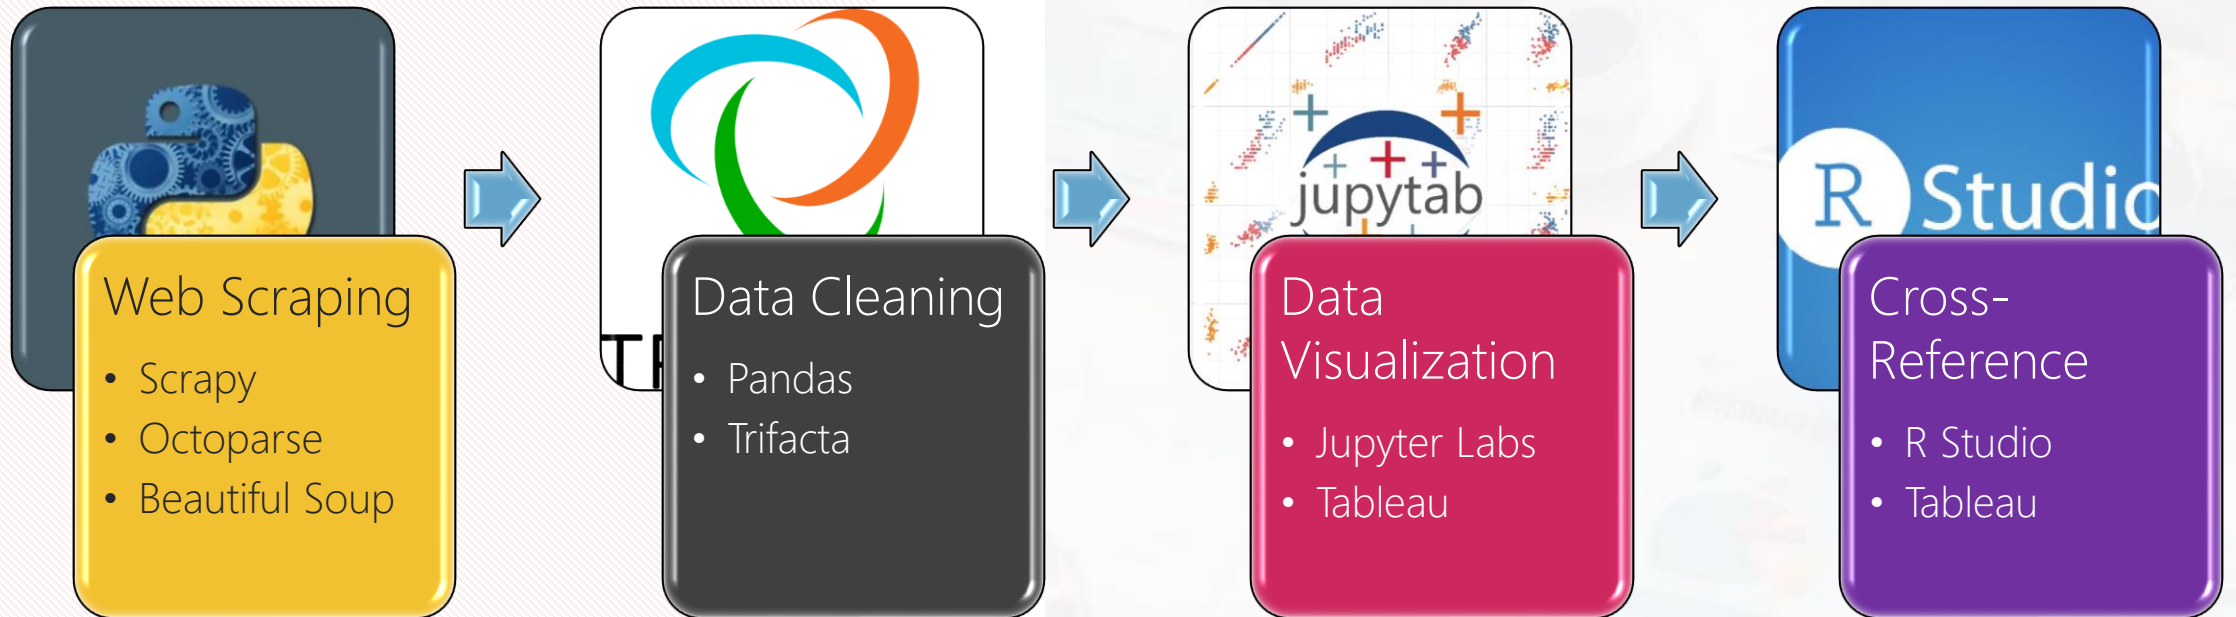 Web Scraping
• Scrapy
• Octoparse
• Beautiful Soup
TR
Data Cleaning
• Pandas
• Trifacta
jupytab
Data
Visualization
• Jupyter Labs
• Tableau
R Studio
Cross-
Reference
• R Studio
• Tableau